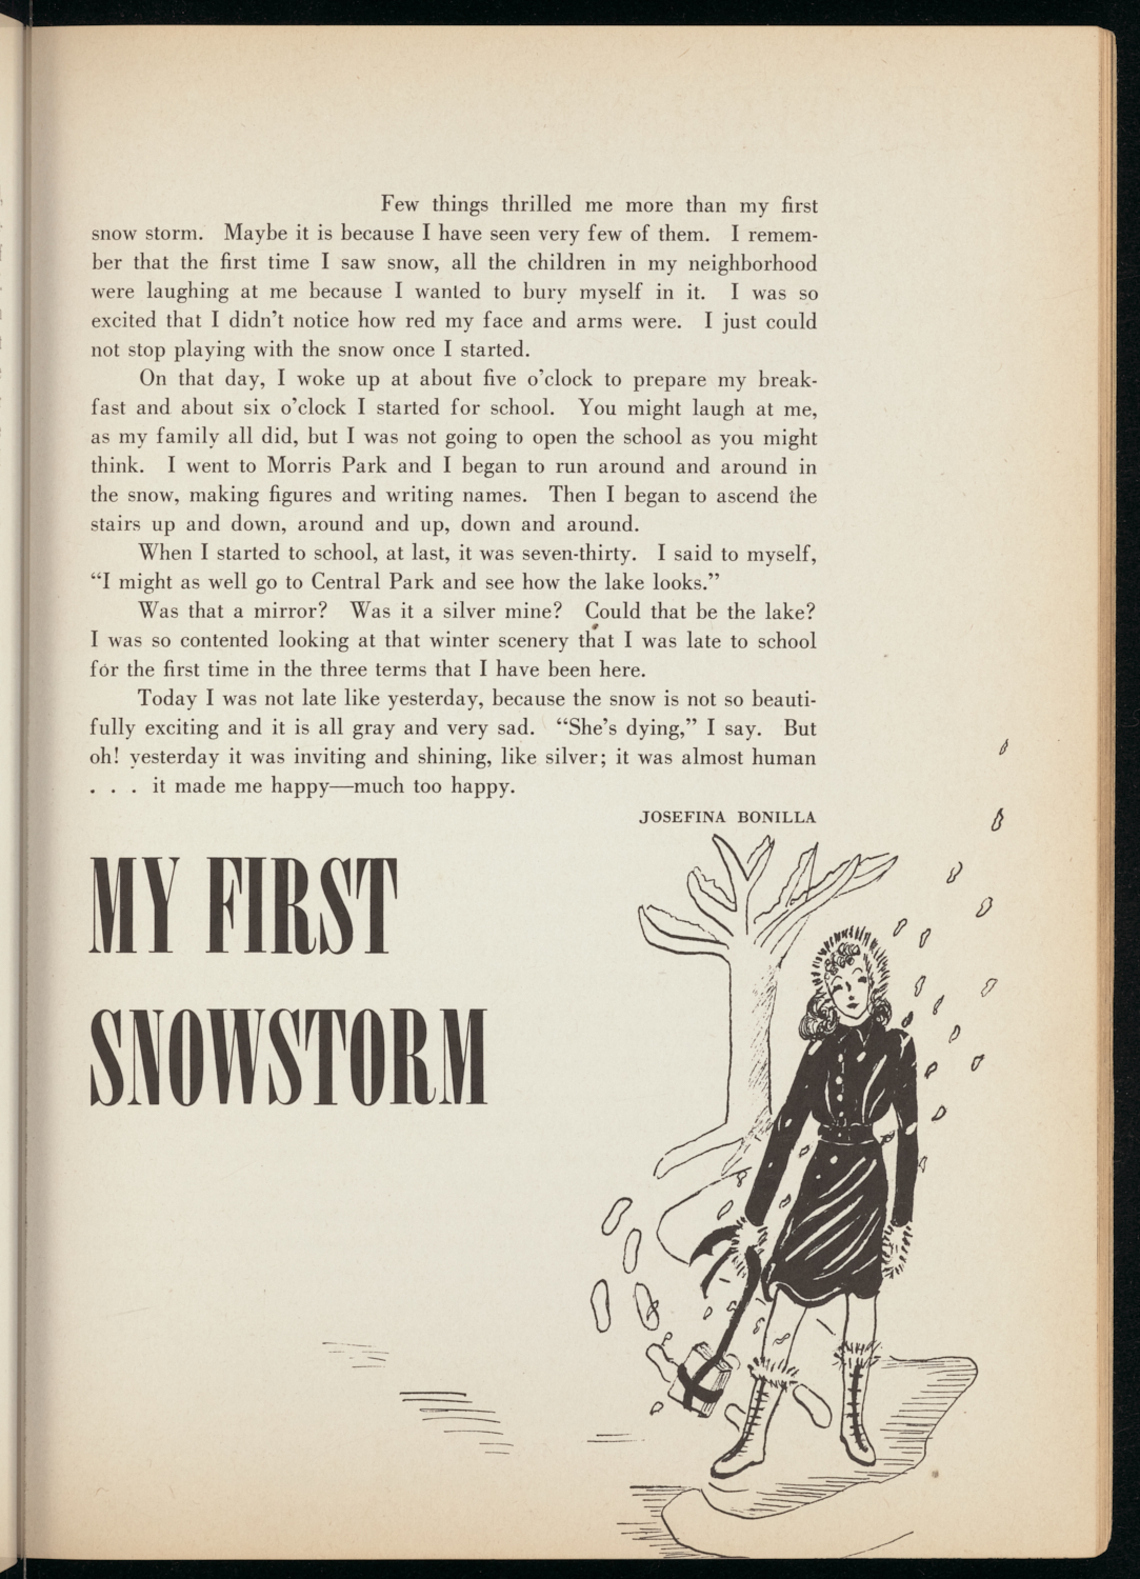 Few things thrilled me more than my first
snow storm. Maybe it is because I have seen very few of them. I remem-
ber that the first time I saw snow, all the children in my neighborhood
were laughing at me because I wanted to bury myself in it. I was so
excited that I didn't notice how red my face and arms were. I just could
not stop playing with the snow once I started.
On that day, I woke up at about five o'clock to prepare my break-
fast and about six o'clock I started for school. You might laugh at me,
as my family all did, but I was not going to open the school as you might
think. I went to Morris Park and I began to run around and around in
the snow, making figures and writing names. Then I began to ascend the
stairs up and down, around and up, down and around.
When I started to school, at last, it was seven-thirty. I said to myself,
“I might as well go to Central Park and see how the lake looks.”
Was that a mirror? Was it a silver mine? Could that be the lake?
I was so contented looking at that winter scenery that I was late to school
for the first time in the three terms that I have been here.
Today I was not late like yesterday, because the snow is not so beauti-
fully exciting and it is all gray and very sad. “She's dying,” I say. But
oh! yesterday it was inviting and shining, like silver; it was almost human
. . . it made me happy—much too happy.
JOSEFINA BONILLA
MY FIRST
SNOWSTORM